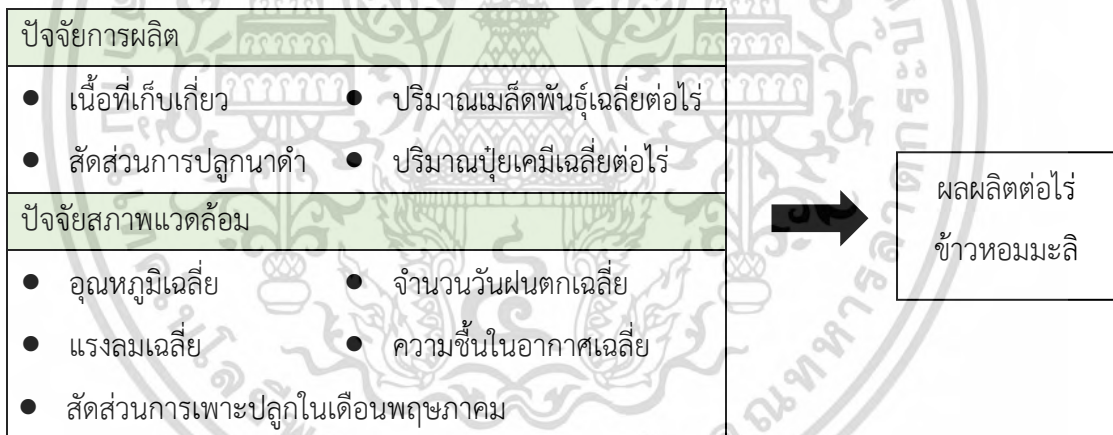 ปัจจัยการผลิต
● เนื้อที่เก็บเกี่ยว ● ปริมาณเมล็ดพันธุ์เฉลี่ยต่อไร่
● สัดส่วนการปลูกนาดำ ● ปริมาณปุ๋ยเคมีเฉลี่ยต่อไร่
ปัจจัยสภาพแวดล้อม
● อุณหภูมิเฉลี่ย ● จำนวนวันฝนตกเฉลี่ย
● แรงลมเฉลี่ย ● ความชื้นในอากาศเฉลี่ย
● สัดส่วนการเพาะปลูกในเดือนพฤษภาคม
ผลผลิตต่อไร่
ข้าวหอมมะลิ